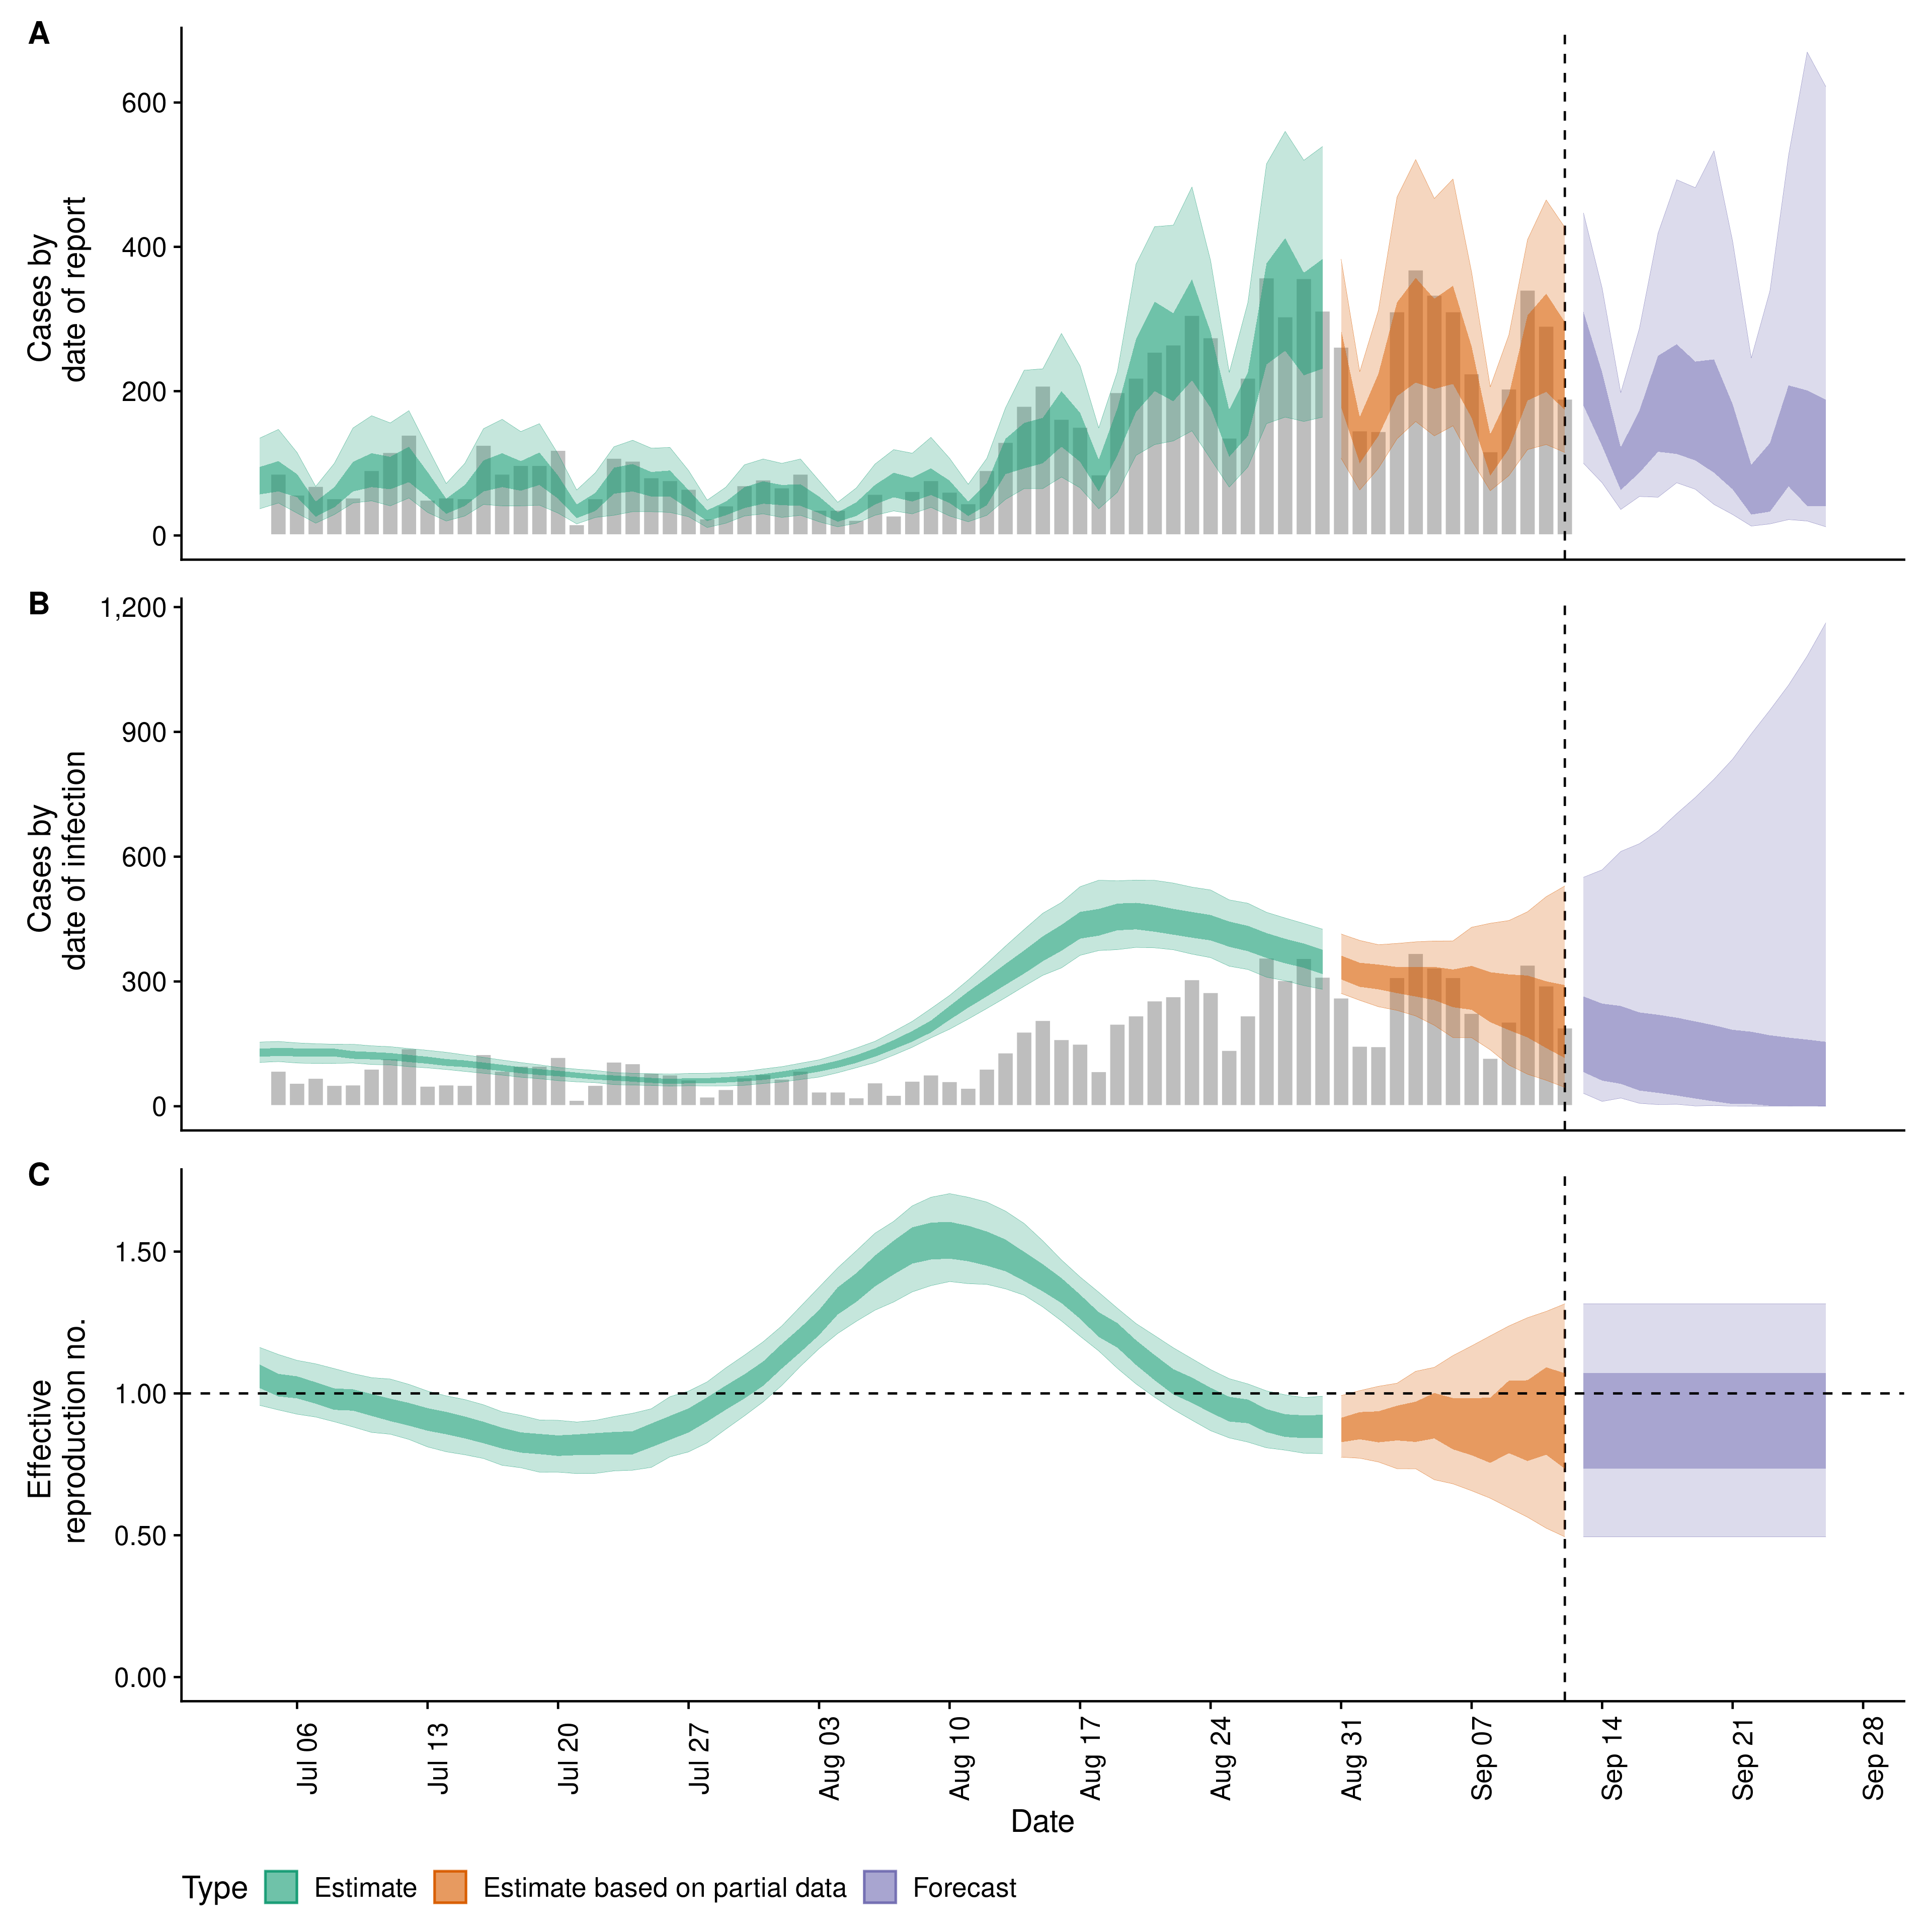 A
600
400
200
0
Cases by
date of report
B
1,200
900
600
300
0
Cases by
date of infection
C
1.50
1.00
0.50
0.00
Effective
reproduction no.
Jul 06
Jul 13
Jul 20
Jul 27
Aug 03
Aug 10
Aug 17
Aug 24
Aug 31
Sep 07
Sep 14
Sep 21
Sep 28
Date
Type Estimate Estimate based on partial data Forecast